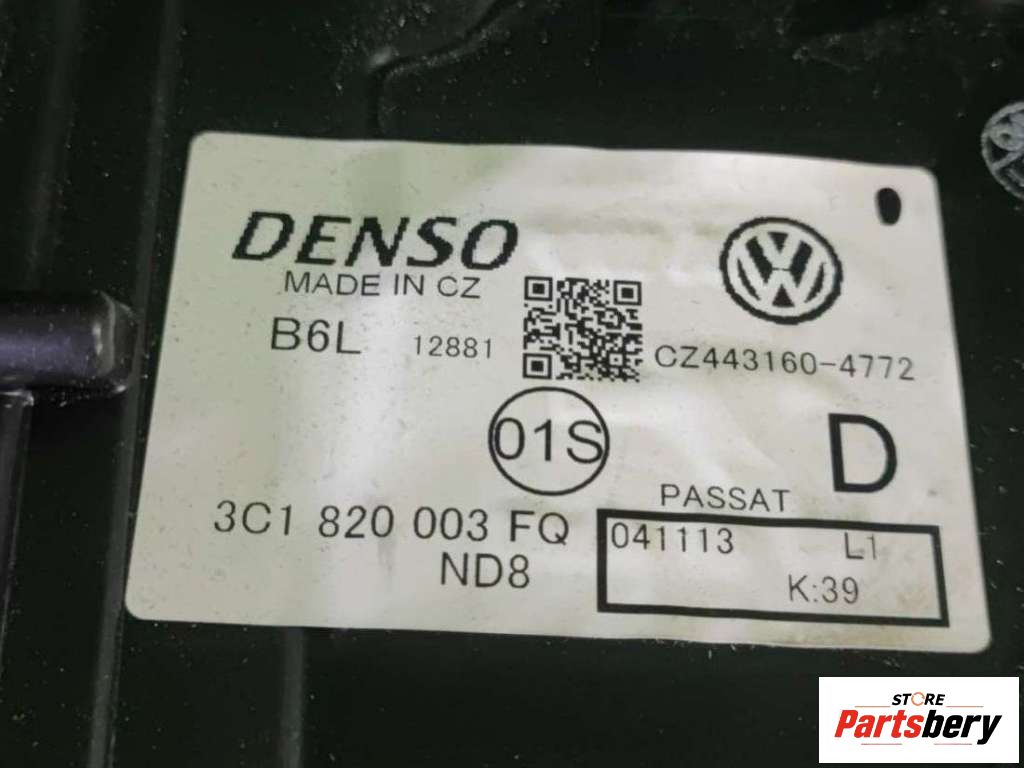 DENSO
MADE IN CZ
B6L 12881
CZ443160-4772
01S
D
PASSAT
3C1 820 003 FQ
ND8
041113 L1
K:39
STORE
Partsbery